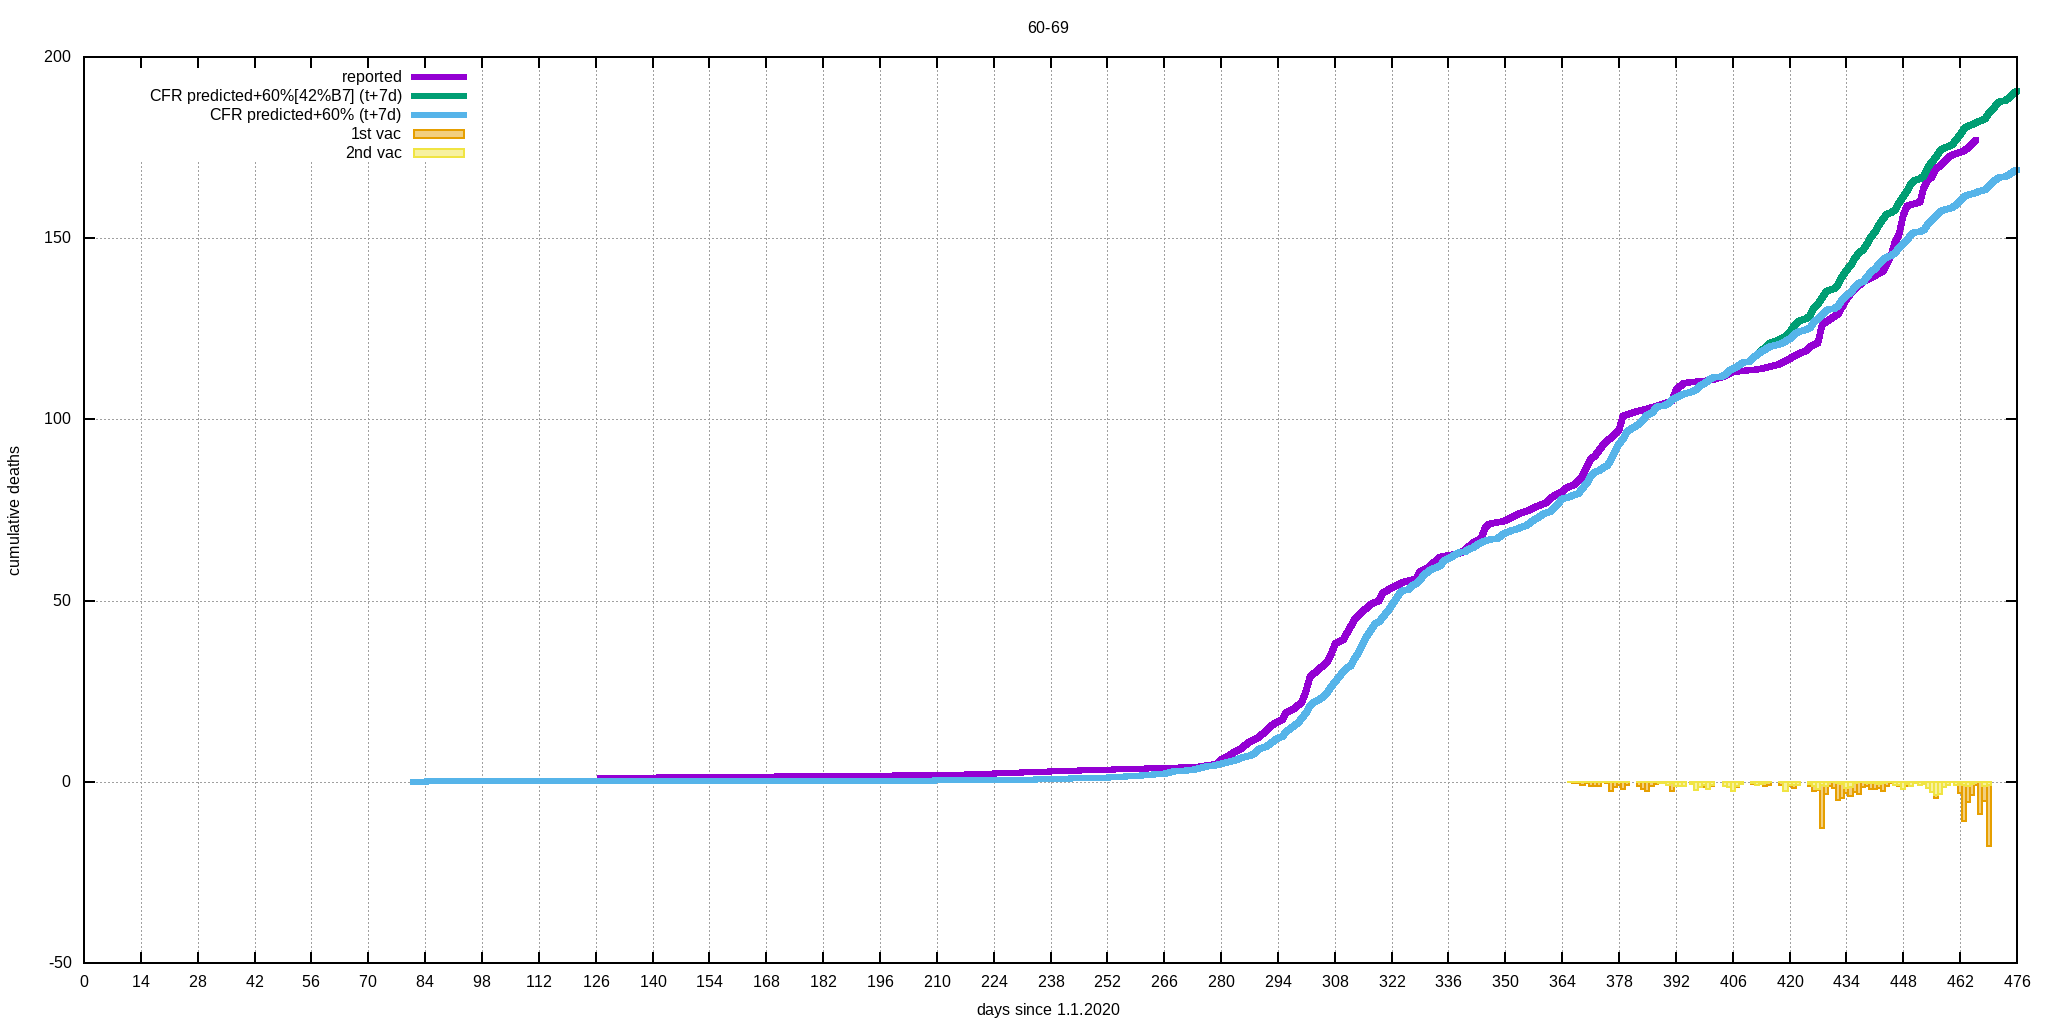 60-69
200
150
100
50
0
-50
cumulative deaths
reported
CFR predicted+60%[42%B7] (t+7d)
CFR predicted+60% (t+7d)
1st vac
2nd vac
0 14 28 42 56 70 84 98 112 126 140 154 168 182 196 210 224 238 252 266 280 294 308 322 336 350 364 378 392 406 420 434 448 462 476
days since 1.1.2020